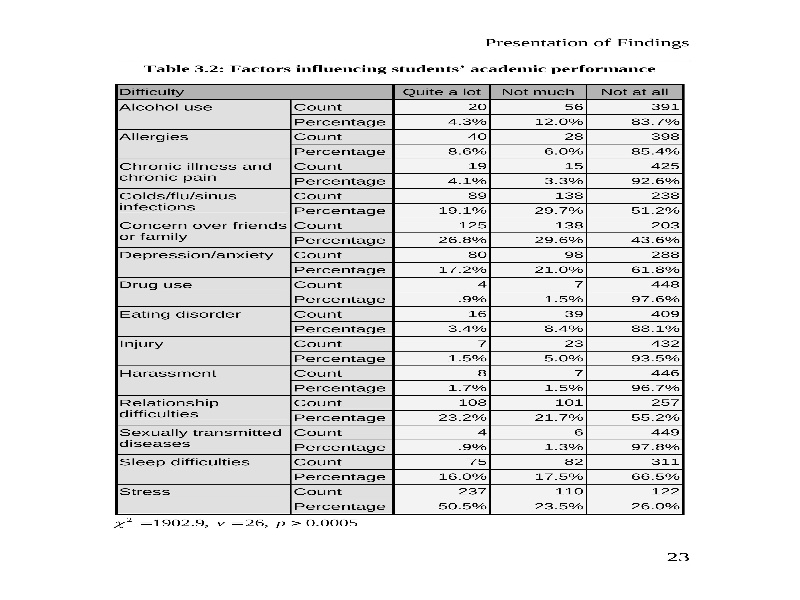 Presentation of Findings
Table 3.2: Factors influencing students' academic performance
Difficulty Quite a lot Not much Not at all
Alcohol use Count 20 56 391
Percentage 4.3% 12.0% 83.7%
Allergies Count 40 28 398
Percentage 8.6% 6.0% 85.4%
Chronic illness and chronic pain Count 19 15 425
Percentage 4.1% 3.3% 92.6%
Colds/flu/sinus infections Count 89 138 238
Percentage 19.1% 29.7% 51.2%
Concern over friends or family Count 125 138 203
Percentage 26.8% 29.6% 43.6%
Depression/anxiety Count 80 98 288
Percentage 17.2% 21.0% 61.8%
Drug use Count 4 7 448
Percentage .9% 1.5% 97.6%
Eating disorder Count 16 39 409
Percentage 3.4% 8.4% 88.1%
Injury Count 7 23 432
Percentage 1.5% 5.0% 93.5%
Harassment Count 8 7 446
Percentage 1.7% 1.5% 96.7%
Relationship difficulties Count 108 101 257
Percentage 23.2% 21.7% 55.2%
Sexually transmitted diseases Count 4 6 449
Percentage .9% 1.3% 97.8%
Sleep difficulties Count 75 82 311
Percentage 16.0% 17.5% 66.5%
Stress Count 237 110 122
Percentage 50.5% 23.5% 26.0%
χ² =1902.9, v =26, p > 0.0005
23